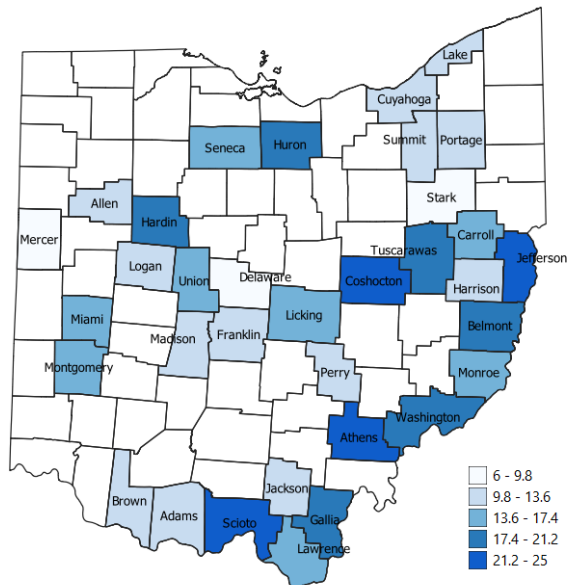 Lake
Cuyahoga
Summit
Portage
Seneca
Huron
Allen
Stark
Hardin
Mercer
Carroll
Tuscarawas
Jefferson
Logan
Union
Delaware
Coshocton
Harrison
Miami
Licking
Belmont
Madison
Franklin
Montgomery
Perry
Monroe
Washington
Athens
Jackson
Brown
Adams
Scioto
Gallia
Lawrence
6 - 9.8
9.8 - 13.6
13.6 - 17.4
17.4 - 21.2
21.2 - 25